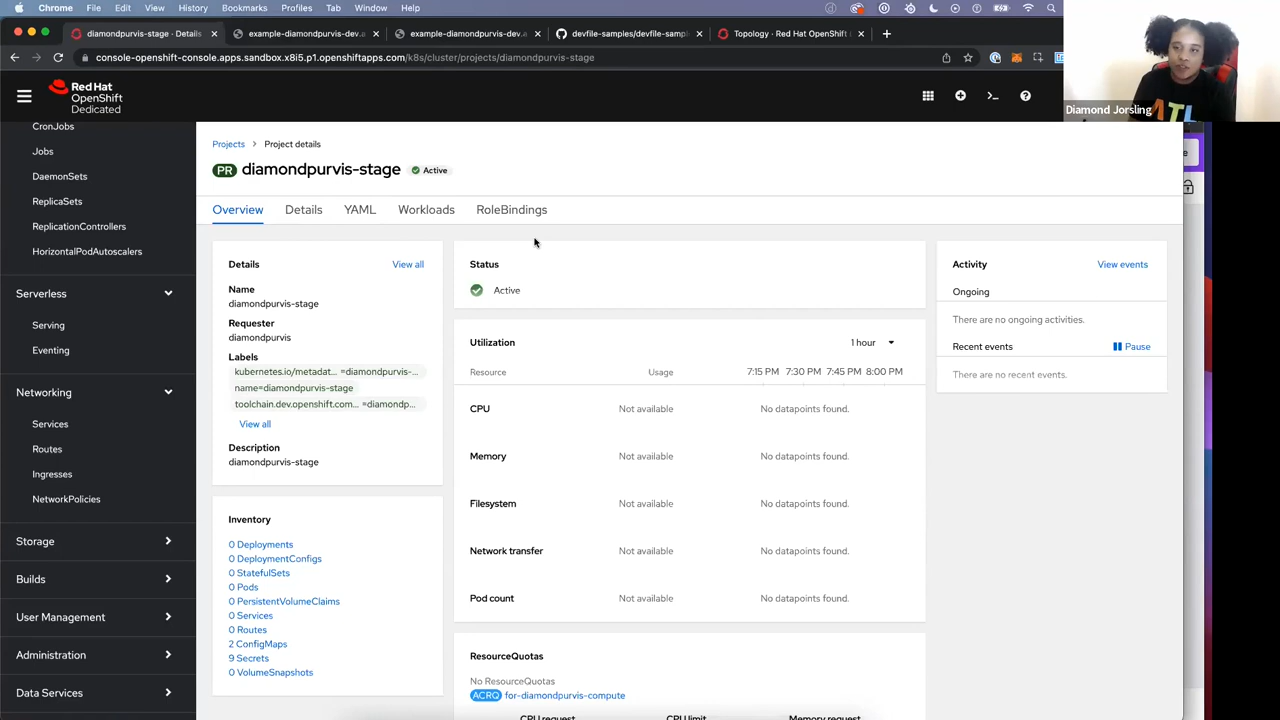 Chrome File Edit View History Bookmarks Profiles Tab Window Help
diamondpurvis-stage - Details
example-diamondpurvis-dev.a
example-diamondpurvis-dev.a
devfile-samples/devfile-sampl
Topology · Red Hat OpenShift
console-openshift-console.apps.sandbox.x8i5.p1.openshiftapps.com/k8s/cluster/projects/diamondpurvis-stage
Diamond Jorsling
Red Hat
OpenShift
Dedicated
CronJobs
Jobs
DaemonSets
ReplicaSets
ReplicationControllers
HorizontalPodAutoscalers
Serverless
Serving
Eventing
Networking
Services
Routes
Ingresses
NetworkPolicies
Storage
Builds
User Management
Administration
Data Services
Projects > Project details
PR diamondpurvis-stage Active
Overview Details YAML Workloads RoleBindings
Details View all
Name
diamondpurvis-stage
Requester
diamondpurvis
Labels
kubernetes.io/metadat... =diamondpurvis-...
name=diamondpurvis-stage
toolchain.dev.openshift.com... =diamondp...
View all
Description
diamondpurvis-stage
Inventory
0 Deployments
0 DeploymentConfigs
0 StatefulSets
0 Pods
0 PersistentVolumeClaims
0 Services
0 Routes
2 ConfigMaps
9 Secrets
0 VolumeSnapshots
Status
Active
Utilization 1 hour
Resource Usage 7:15 PM 7:30 PM 7:45 PM 8:00 PM
CPU Not available No datapoints found.
Memory Not available No datapoints found.
Filesystem Not available No datapoints found.
Network transfer Not available No datapoints found.
Pod count Not available No datapoints found.
ResourceQuotas
No ResourceQuotas
ACRQ for-diamondpurvis-compute
CPU request CPU limit Memory request
Activity View events
Ongoing
There are no ongoing activities.
Recent events Pause
There are no recent events.